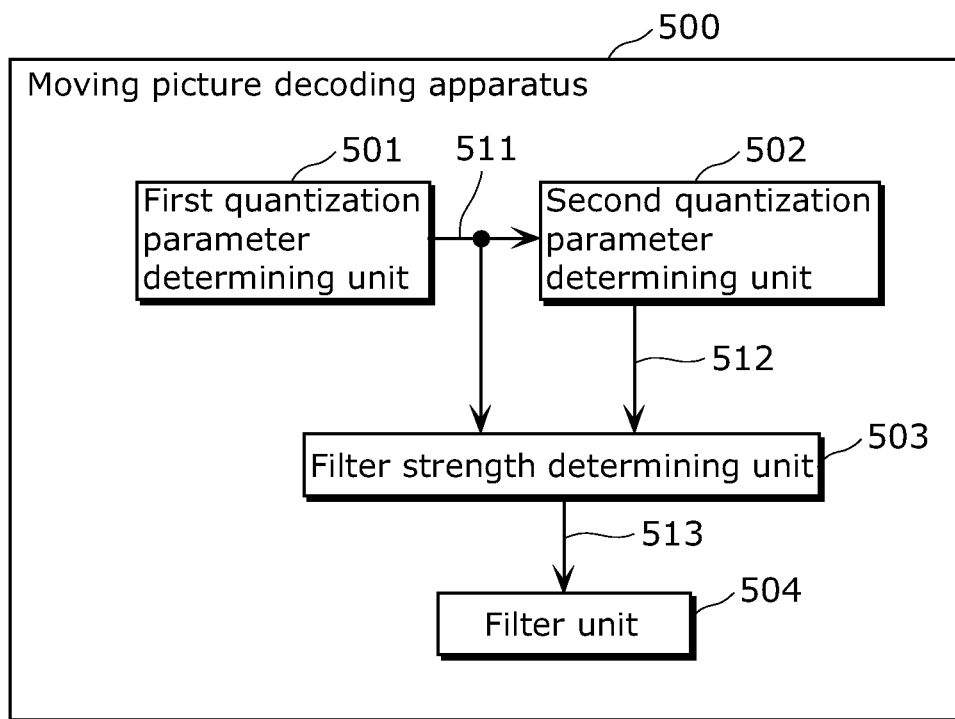 500
Moving picture decoding apparatus
501
511
502
First quantization
parameter
determining unit
Second quantization
parameter
determining unit
512
503
Filter strength determining unit
513
504
Filter unit